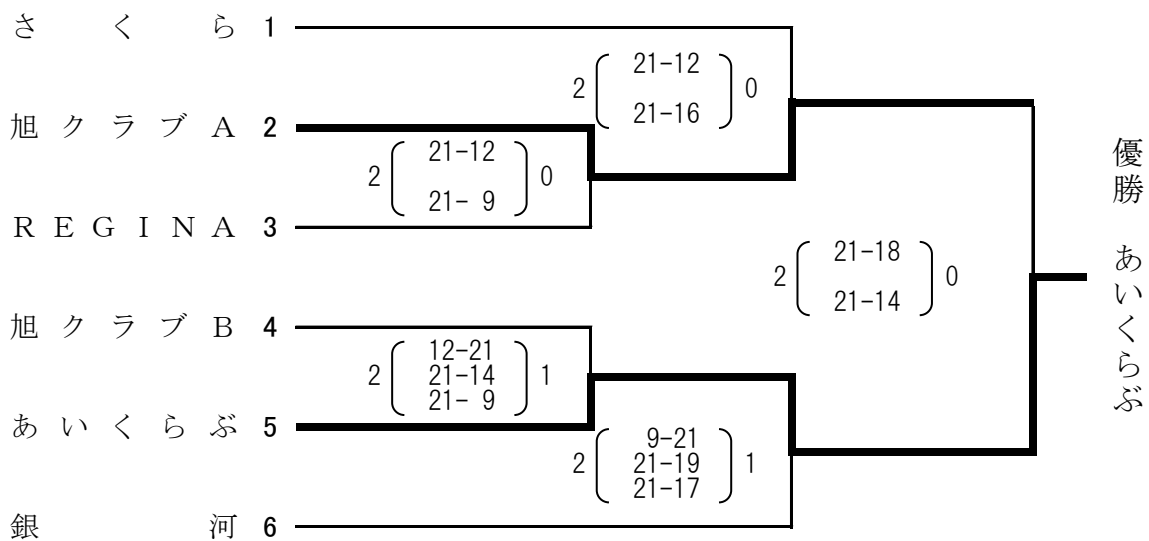 さくら 1
2 21-12 0
21-16
旭クラブA 2
2 21-12 0
21- 9
REGINA 3
2 21-18 0
21-14
旭クラブB 4
2 12-21 1
21-14
21- 9
あいくらぶ 5
2 9-21 1
21-19
21-17
銀河 6
優勝 あいくらぶ